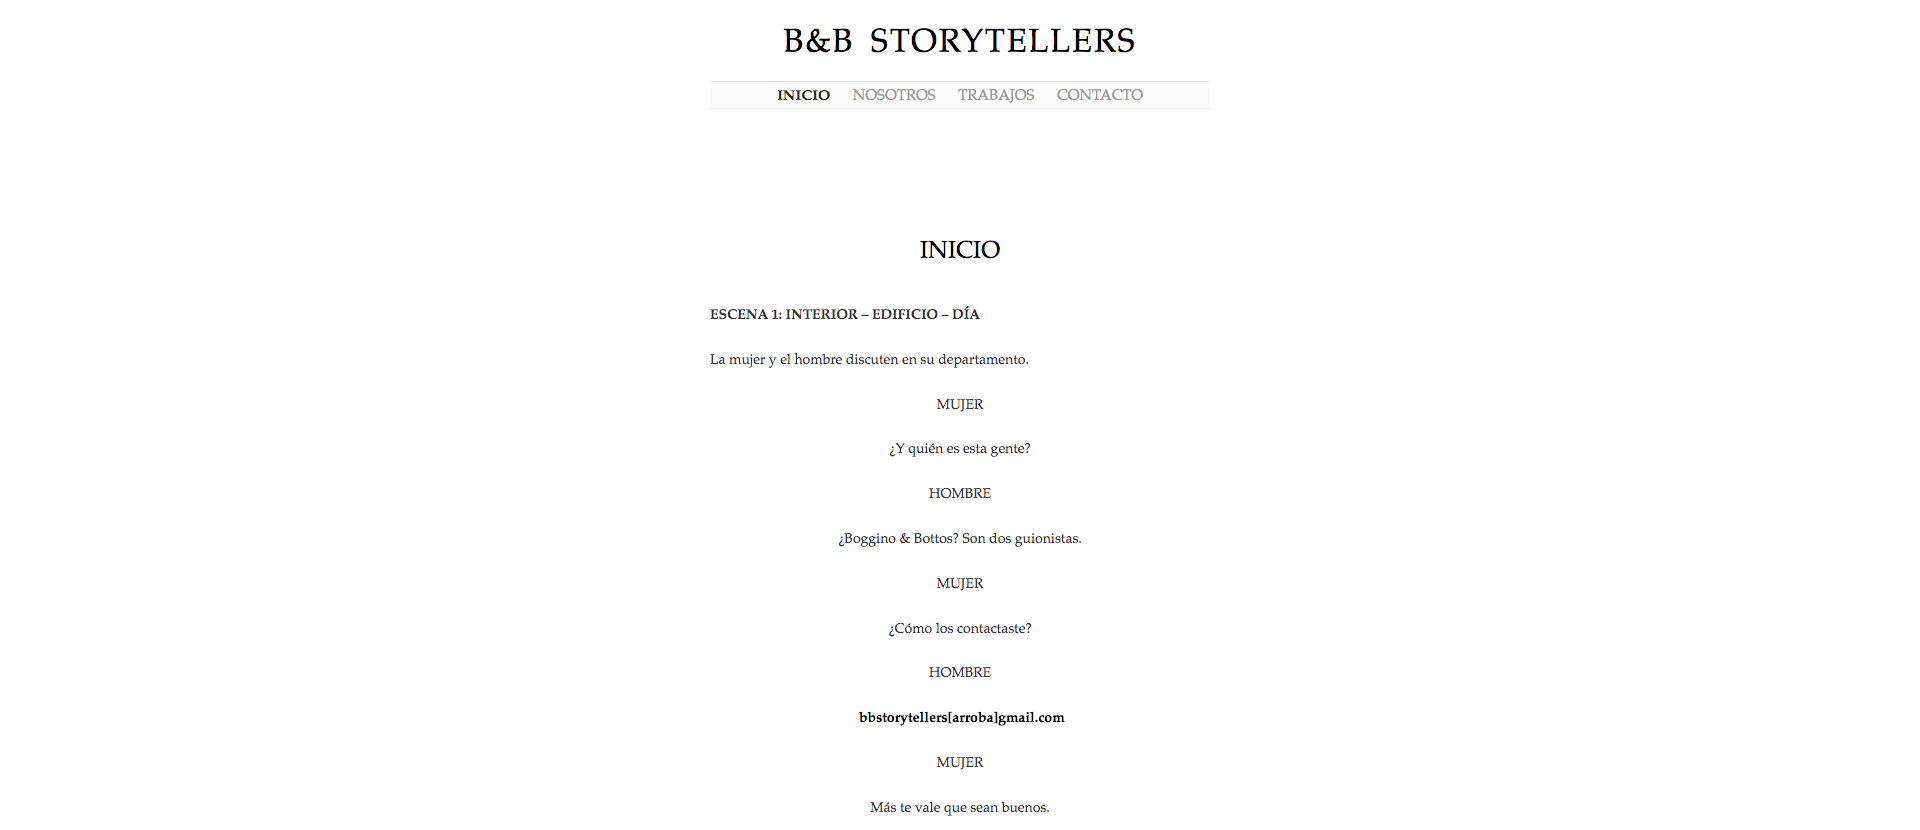 B&B STORYTELLERS
INICIO NOSOTROS TRABAJOS CONTACTO
INICIO
ESCENA 1: INTERIOR – EDIFICIO – DÍA
La mujer y el hombre discuten en su departamento.
MUJER
¿Y quién es esta gente?
HOMBRE
¿Boggino & Bottos? Son dos guionistas.
MUJER
¿Cómo los contactaste?
HOMBRE
bbstorytellers[arroba]gmail.com
MUJER
Más te vale que sean buenos.